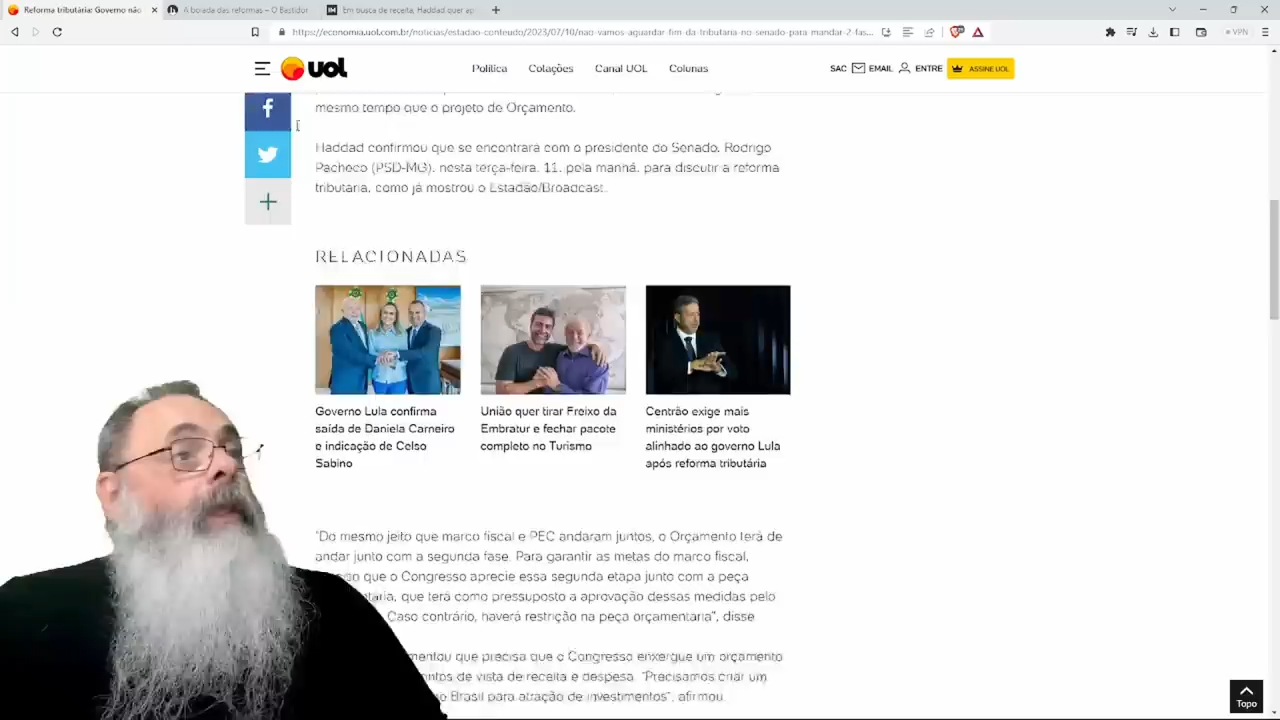 Reforma tributária: Governo não
A balada das reformas – O Bastidor
Em busca de receita, Haddad quer ap
https://economia.uol.com.br/noticias/estadao-conteudo/2023/07/10/nao-vamos-aguardar-fim-da-tributaria-no-senado-para-mandar-2-fas...
VPN
UOL
Política
Cotações
Canal UOL
Colunas
SAC
EMAIL
ENTRE
ASSINE UOL
mesmo tempo que o projeto de Orçamento.
Haddad confirmou que se encontrará com o presidente do Senado, Rodrigo
Pacheco (PSD-MG), nesta terça-feira, 11, pela manhã, para discutir a reforma
tributária, como já mostrou o Estadão/Broadcast.
RELACIONADAS
Governo Lula confirma
saída de Daniela Carneiro
e indicação de Celso
Sabino
União quer tirar Freixo da
Embratur e fechar pacote
completo no Turismo
Centrão exige mais
ministérios por voto
alinhado ao governo Lula
após reforma tributária
"Do mesmo jeito que marco fiscal e PEC andaram juntos, o Orçamento terá de
andar junto com a segunda fase. Para garantir as metas do marco fiscal,
que o Congresso aprecie essa segunda etapa junto com a peça
que terá como pressuposto a aprovação dessas medidas pelo
Caso contrário, haverá restrição na peça orçamentaria", disse
que precisa que o Congresso enxergue um orçamento
de vista de receita e despesa. "Precisamos criar um
Brasil para atração de investimentos", afirmou.
Topo